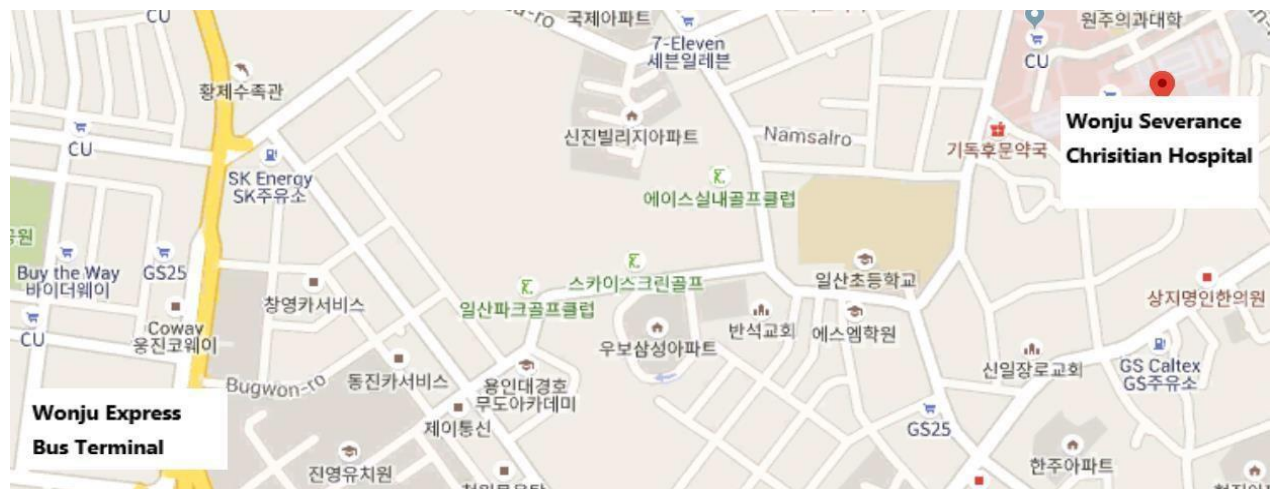 CU
국제아파트
원주의과대학
7-Eleven
세븐일레븐
CU
황제수족관
Wonju Severance
Chrisitian Hospital
CU
신진빌리지아파트
Namsalro
기독후문약국
SK Energy
SK주유소
에이스실내골프클럽
공원
Buy the Way
바이더웨이
GS25
창영카서비스
일산파크골프클럽
스카이스크린골프
일산초등학교
상지명인한의원
CU
Coway
웅진코웨이
우보삼성아파트
반석교회
에스엠학원
Bugwon-ro
동진카서비스
용인대경호
무도아카데미
신일장로교회
GS Caltex
GS주유소
Wonju Express
Bus Terminal
제이통신
GS25
진영유치원
한주아파트